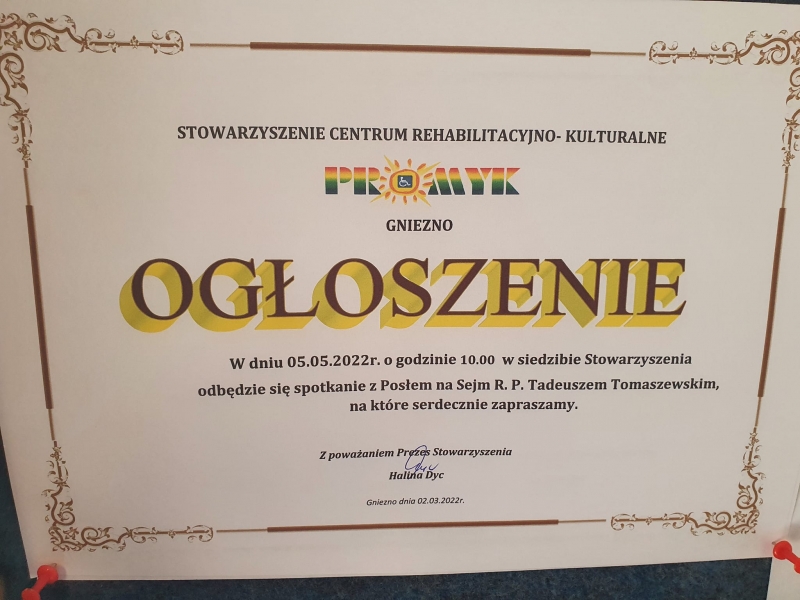 STOWARZYSZENIE CENTRUM REHABILITACYJNO- KULTURALNE
PROMYK
GNIEZNO
OGŁOSZENIE
W dniu 05.05.2022r. o godzinie 10.00 w siedzibie Stowarzyszenia
odbędzie się spotkanie z Posłem na Sejm R. P. Tadeuszem Tomaszewskim,
na które serdecznie zapraszamy.
Z poważaniem Prezes Stowarzyszenia
Halina Dyc
Gniezno dnia 02.03.2022r.